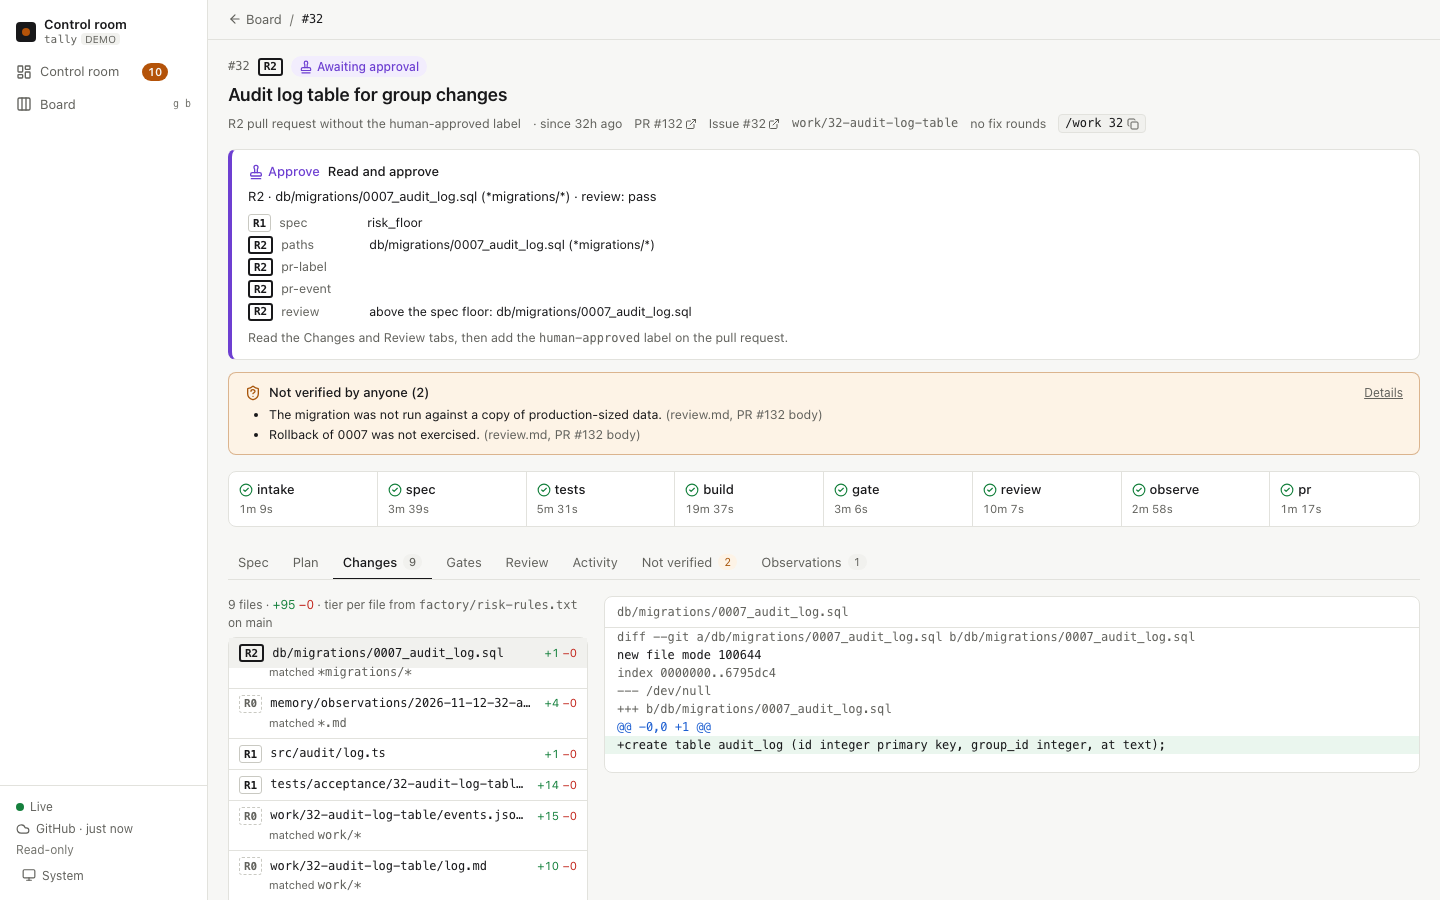 Control room
tally DEMO
Control room 10
Board g b
Live
GitHub · just now
Read-only
System
Board / #32
#32 R2 Awaiting approval
Audit log table for group changes
R2 pull request without the human-approved label · since 32h ago PR #132 Issue #32 work/32-audit-log-table no fix rounds /work 32
Approve Read and approve
R2 · db/migrations/0007_audit_log.sql (*migrations/*) · review: pass
R1 spec risk_floor
R2 paths db/migrations/0007_audit_log.sql (*migrations/*)
R2 pr-label
R2 pr-event
R2 review above the spec floor: db/migrations/0007_audit_log.sql
Read the Changes and Review tabs, then add the human-approved label on the pull request.
Not verified by anyone (2) Details
• The migration was not run against a copy of production-sized data. (review.md, PR #132 body)
• Rollback of 0007 was not exercised. (review.md, PR #132 body)
intake spec tests build gate review observe pr
1m 9s 3m 39s 5m 31s 19m 37s 3m 6s 10m 7s 2m 58s 1m 17s
Spec Plan Changes 9 Gates Review Activity Not verified 2 Observations 1
9 files · +95 −0 · tier per file from factory/risk-rules.txt
on main
R2 db/migrations/0007_audit_log.sql +1 −0
matched *migrations/*
R0 memory/observations/2026-11-12-32-a… +4 −0
matched *.md
R1 src/audit/log.ts +1 −0
R1 tests/acceptance/32-audit-log-tabl… +14 −0
R0 work/32-audit-log-table/events.jso… +15 −0
matched work/*
R0 work/32-audit-log-table/log.md +10 −0
matched work/*
db/migrations/0007_audit_log.sql
diff --git a/db/migrations/0007_audit_log.sql b/db/migrations/0007_audit_log.sql
new file mode 100644
index 0000000..6795dc4
--- /dev/null
+++ b/db/migrations/0007_audit_log.sql
@@ -0,0 +1 @@
+create table audit_log (id integer primary key, group_id integer, at text);